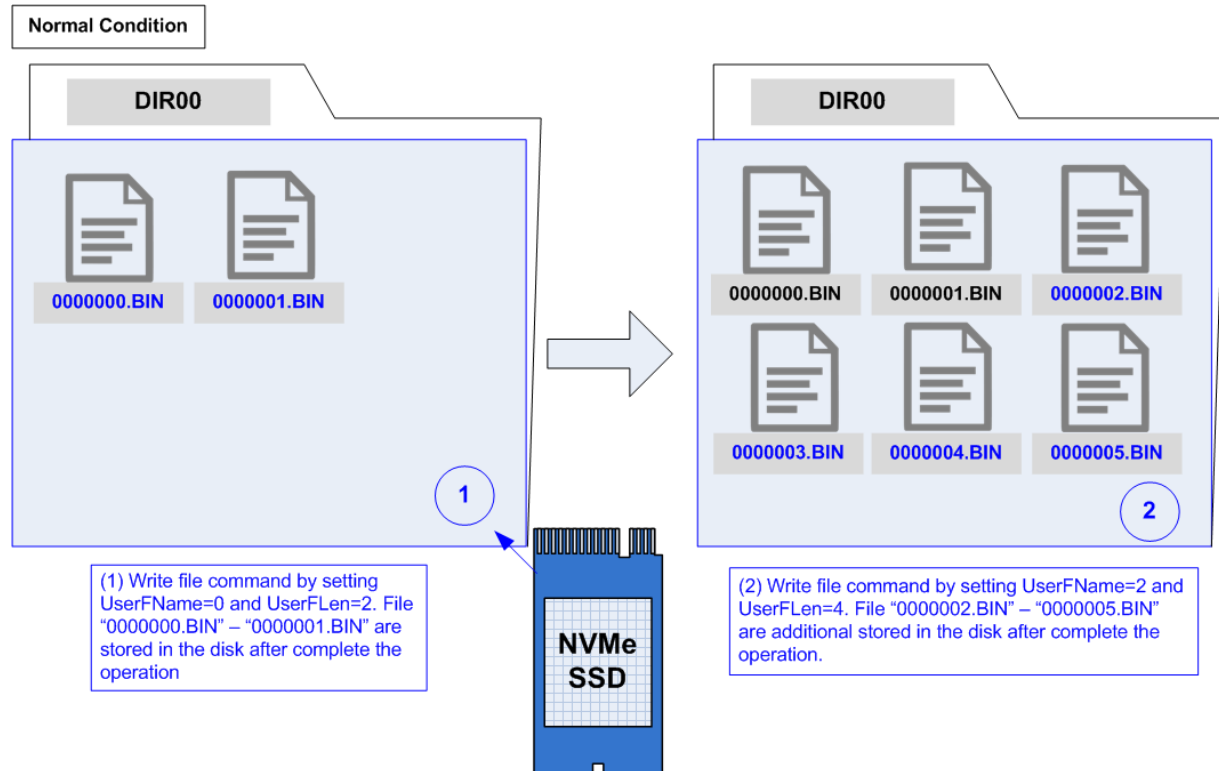 Normal Condition
DIR00
0000000.BIN
0000001.BIN
1
(1) Write file command by setting
UserFName=0 and UserFLen=2. File
“0000000.BIN” – “0000001.BIN” are
stored in the disk after complete the
operation
NVMe
SSD
DIR00
0000000.BIN
0000001.BIN
0000002.BIN
0000003.BIN
0000004.BIN
0000005.BIN
2
(2) Write file command by setting UserFName=2 and
UserFLen=4. File “0000002.BIN” – “0000005.BIN”
are additional stored in the disk after complete the
operation.